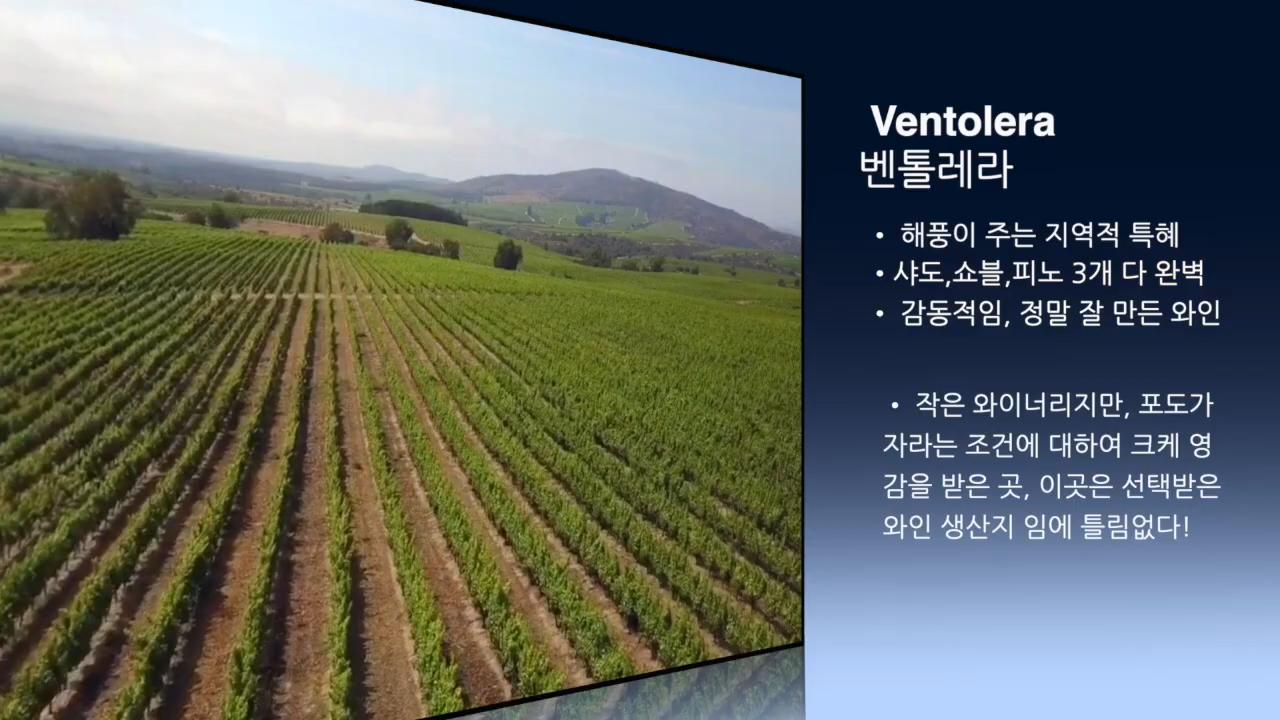 Ventolera
벤톨레라
• 해풍이 주는 지역적 특혜
• 샤도,쇼블,피노 3개 다 완벽
• 감동적임, 정말 잘 만든 와인
• 작은 와이너리지만, 포도가
자라는 조건에 대하여 크케 영
감을 받은 곳, 이곳은 선택받은
와인 생산지 임에 틀림없다!